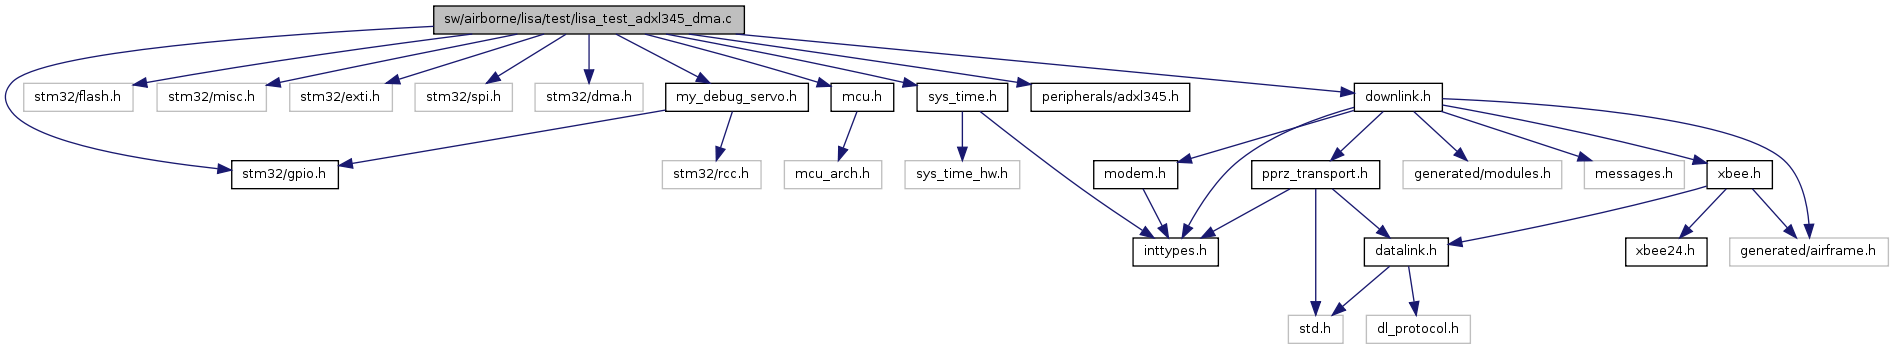 sw/airborne/lisa/test/lisa_test_adxl345_dma.c
stm32/flash.h
stm32/misc.h
stm32/exti.h
stm32/spi.h
stm32/dma.h
my_debug_servo.h
mcu.h
sys_time.h
peripherals/adxl345.h
downlink.h
stm32/gpio.h
stm32/rcc.h
mcu_arch.h
sys_time_hw.h
modem.h
pprz_transport.h
generated/modules.h
messages.h
xbee.h
inttypes.h
datalink.h
xbee24.h
generated/airframe.h
std.h
dl_protocol.h